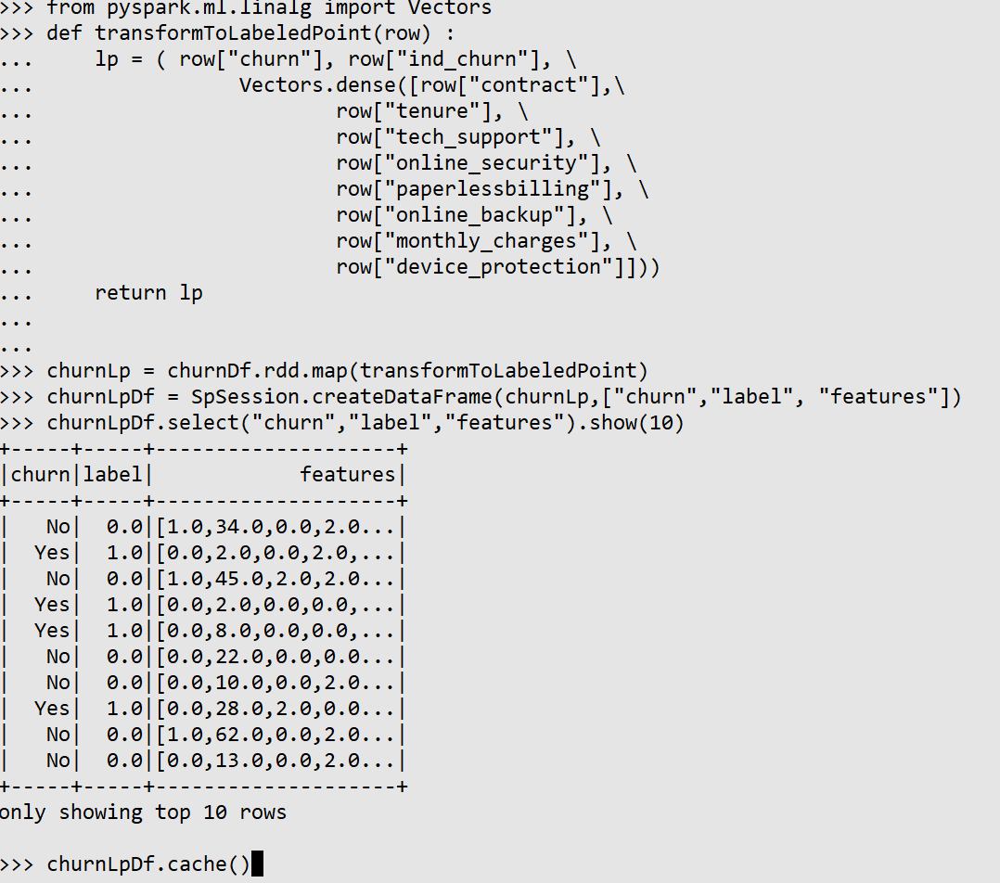 >>> from pyspark.ml.linalg import Vectors
>>> def transformToLabeledPoint(row) :
...     lp = ( row["churn"], row["ind_churn"], \
...                 Vectors.dense([row["contract"],\
...                         row["tenure"], \
...                         row["tech_support"], \
...                         row["online_security"], \
...                         row["paperlessbilling"], \
...                         row["online_backup"], \
...                         row["monthly_charges"], \
...                         row["device_protection"]]))
...     return lp
...
...
>>> churnLp = churnDf.rdd.map(transformToLabeledPoint)
>>> churnLpDf = SpSession.createDataFrame(churnLp,["churn","label", "features"])
>>> churnLpDf.select("churn","label","features").show(10)
+-----+-----+--------------------+
|churn|label|            features|
+-----+-----+--------------------+
|   No|  0.0|[1.0,34.0,0.0,2.0...|
|  Yes|  1.0|[0.0,2.0,0.0,2.0,...|
|   No|  0.0|[1.0,45.0,2.0,2.0...|
|  Yes|  1.0|[0.0,2.0,0.0,0.0,...|
|  Yes|  1.0|[0.0,8.0,0.0,0.0,...|
|   No|  0.0|[0.0,22.0,0.0,0.0...|
|   No|  0.0|[0.0,10.0,0.0,2.0...|
|  Yes|  1.0|[0.0,28.0,2.0,0.0...|
|   No|  0.0|[1.0,62.0,0.0,2.0...|
|   No|  0.0|[0.0,13.0,0.0,2.0...|
+-----+-----+--------------------+
only showing top 10 rows

>>> churnLpDf.cache()